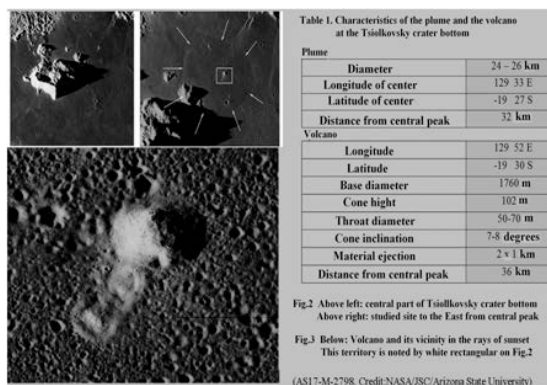 Table 1. Characteristics of the plume and the volcano
at the Tsiolkovsky crater bottom
Plume
Diameter 24 – 26 km
Longitude of center 129 33 E
Latitude of center -19 27 S
Distance from central peak 32 km
Volcano
Longitude 129 52 E
Latitude -19 30 S
Base diameter 1760 m
Cone hight 102 m
Throat diameter 50-70 m
Cone inclination 7-8 degrees
Material ejection 2 x 1 km
Distance from central peak 36 km
Fig.2 Above left: central part of Tsiollkovsky crater bottom
Above right: studied site to the East from central peak
Fig.3 Below: Volcano and its vicinity in the rays of sunset
This territory is noted by white rectangular on Fig.2
(AS17-M-2798. Credit:NASA/JSC/Arizona State University)